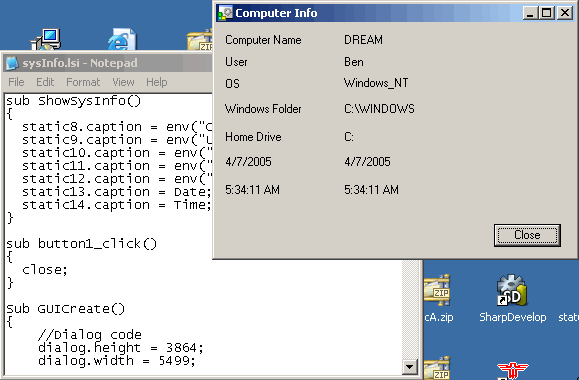 Computer Info
Computer Name DREAM
User Ben
OS Windows_NT
Windows Folder C:\WINDOWS
Home Drive C:
4/7/2005 4/7/2005
5:34:11 AM 5:34:11 AM
Close
ZIP
sysInfo.lsi - Notepad
File Edit Format View Help
sub ShowSysInfo()
{
static8.caption = env("
static9.caption = env("
static10.caption = env("
static11.caption = env("
static12.caption = env("
static13.caption = Date;
static14.caption = Time;
}
sub button1_click()
{
close;
}
Sub GUICreate()
{
//Dialog code
dialog.height = 3864;
dialog.width = 5499;
ZIP
SD
cA.zip
SharpDevelop
ZIP